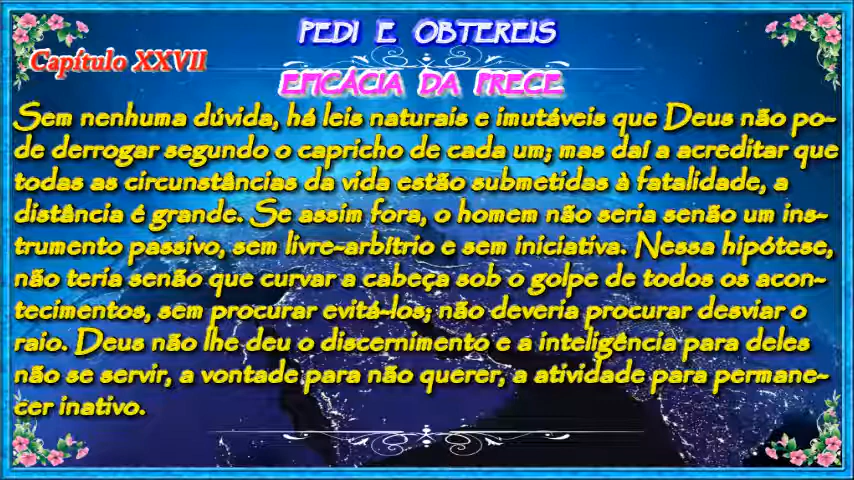 PEDI E OBTEREIS
Capítulo XXVII
EFICÁCIA DA PRECE
Sem nenhuma dúvida, há leis naturais e imutáveis que Deus não po-
de derrogar segundo o capricho de cada um; mas daí a acreditar que
todas as circunstâncias da vida estão submetidas à fatalidade, a
distância é grande. Se assim fora, o homem não seria senão um ins-
trumento passivo, sem livre-arbítrio e sem iniciativa. Nessa hipótese,
não teria senão que curvar a cabeça sob o golpe de todos os acon-
tecimentos, sem procurar evitá-los; não deveria procurar desviar o
raio. Deus não lhe deu o discernimento e a inteligência para deles
não se servir, a vontade para não querer, a atividade para permane-
cer inativo.